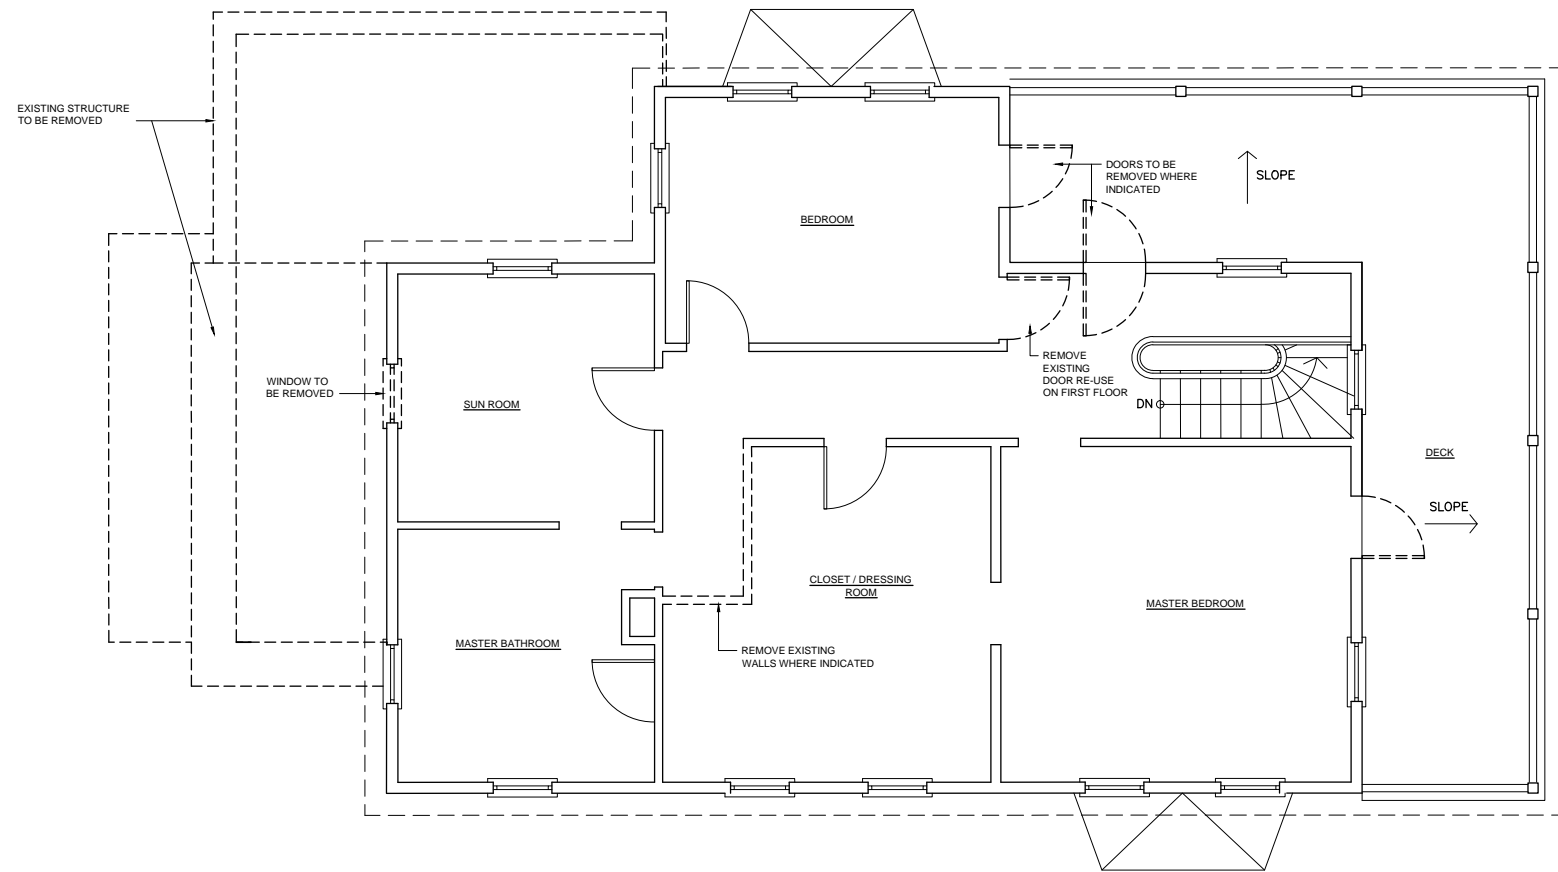 EXISTING STRUCTURE
TO BE REMOVED
DOORS TO BE
REMOVED WHERE
INDICATED
SLOPE
BEDROOM
WINDOW TO
BE REMOVED
SUN ROOM
REMOVE
EXISTING
DOOR RE-USE
ON FIRST FLOOR
DN
DECK
SLOPE
CLOSET / DRESSING
ROOM
MASTER BEDROOM
MASTER BATHROOM
REMOVE EXISTING
WALLS WHERE INDICATED